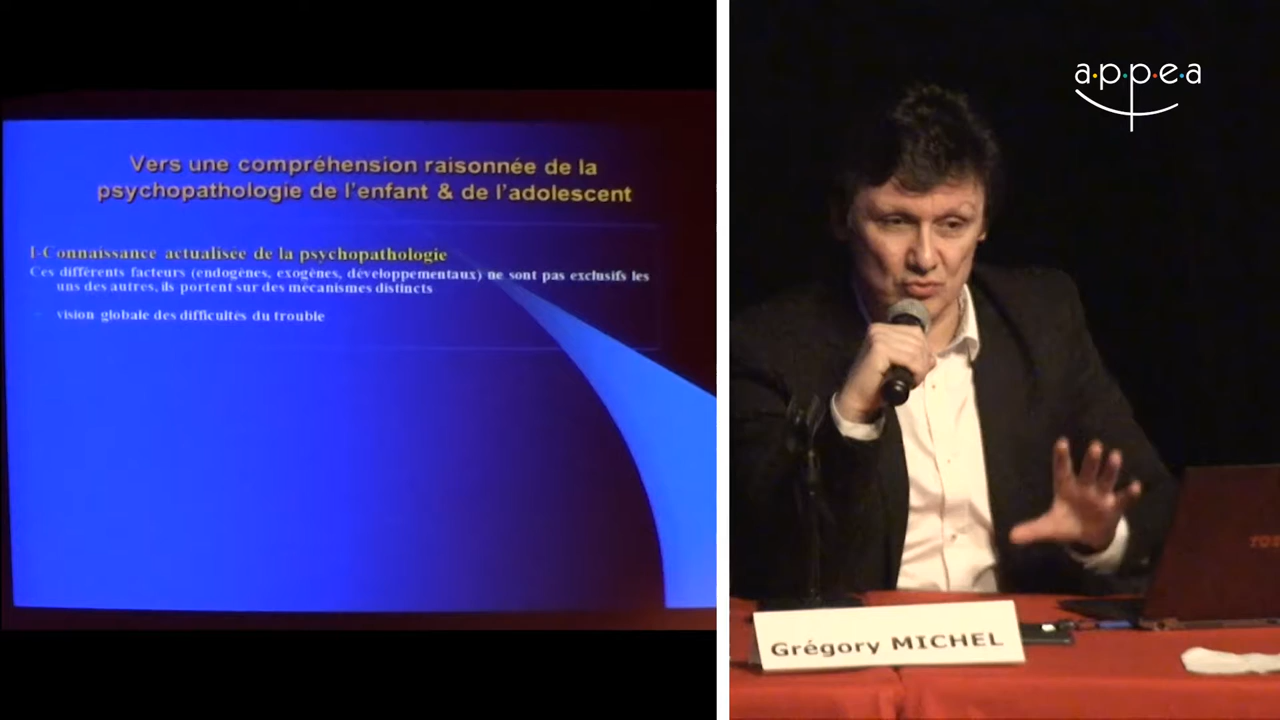 Vers une compréhension raisonnée de la
psychopathologie de l'enfant & de l'adolescent
I-Connaissance actualisée de la psychopathologie
Ces différents facteurs (endogènes, exogènes, développementaux) ne sont pas exclusifs les
uns des autres, ils portent sur des mécanismes distincts
- vision globale des difficultés du trouble
a·p·p·e·a
Grégory MICHEL